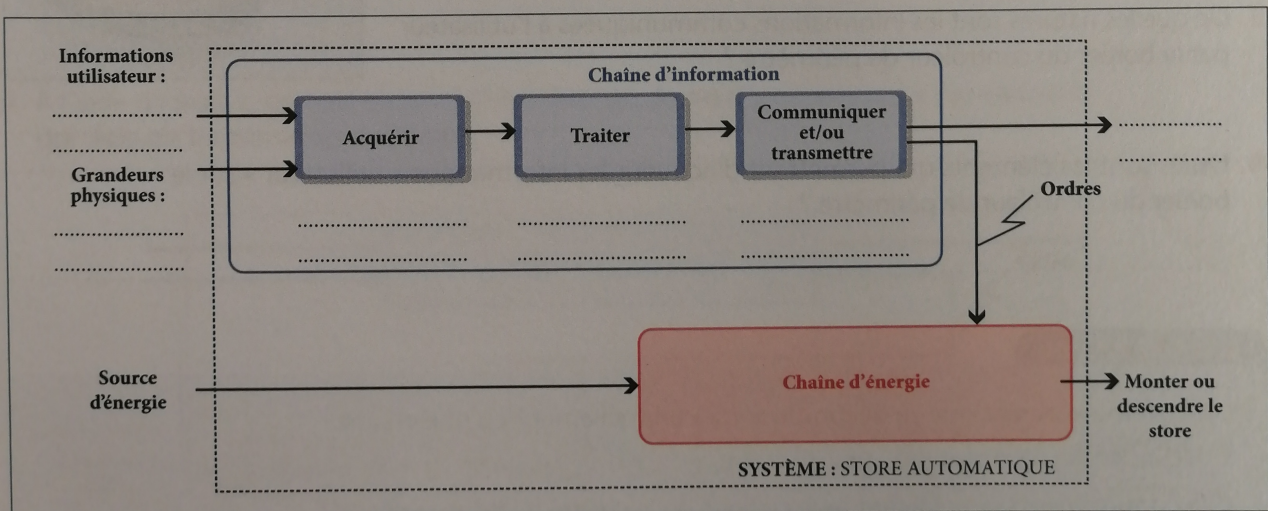 Informations
utilisateur :
Grandeurs
physiques :
Chaîne d'information
Acquérir
Traiter
Communiquer
et/ou
transmettre
Ordres
Source
d'énergie
Chaîne d'énergie
Monter ou
descendre le
store
SYSTÈME : STORE AUTOMATIQUE